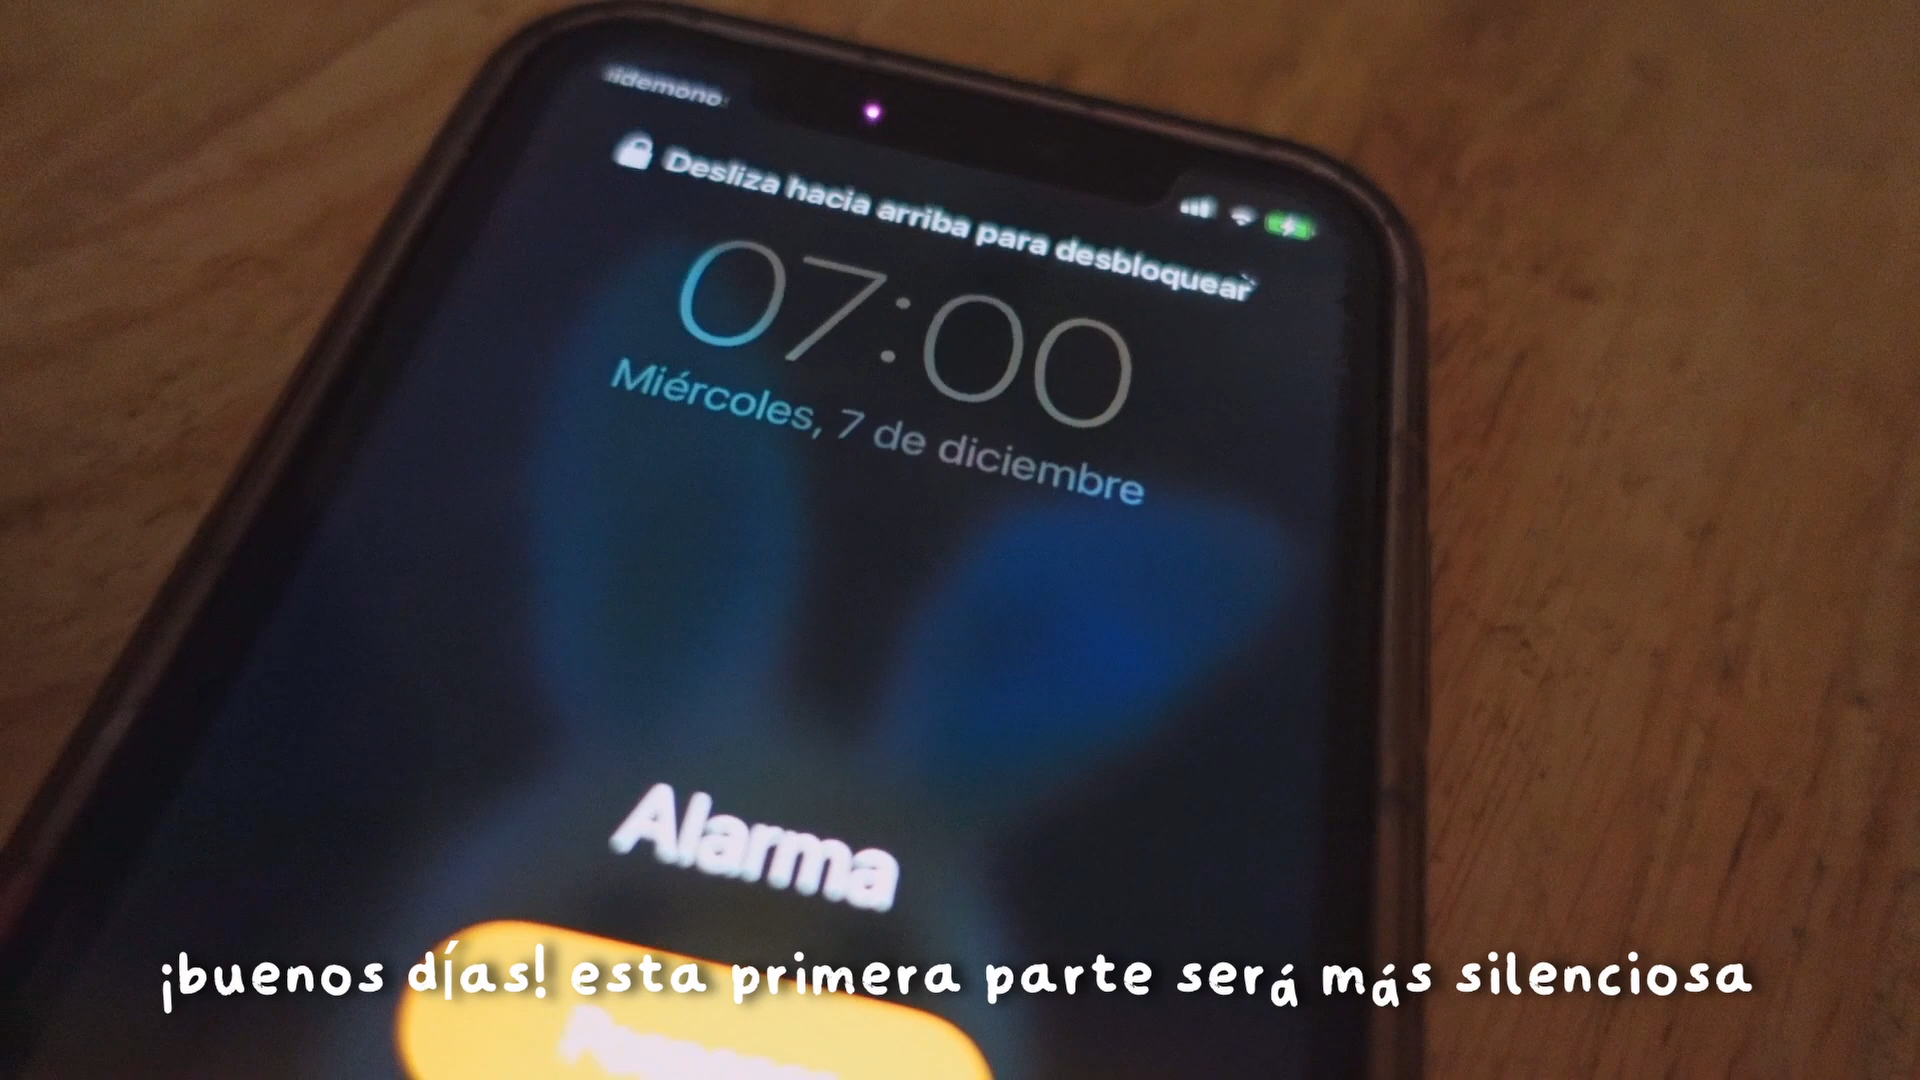 Desliza hacia arriba para desbloquear
07:00
Miércoles, 7 de diciembre
Alarma
¡buenos días! esta primera parte será más silenciosa